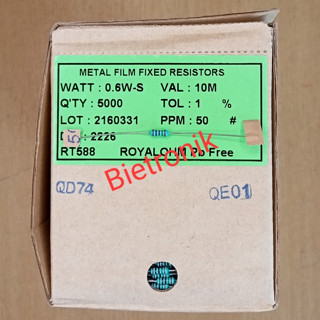 METAL FILM FIXED RESISTORS
WATT : 0.6W-S VAL : 10M
Q'TY : 5000 TOL : 1 %
LOT : 2160331 PPM : 50 #
2226
RT588 ROYALOHM Pb Free
Bietronik
QD74 QE01